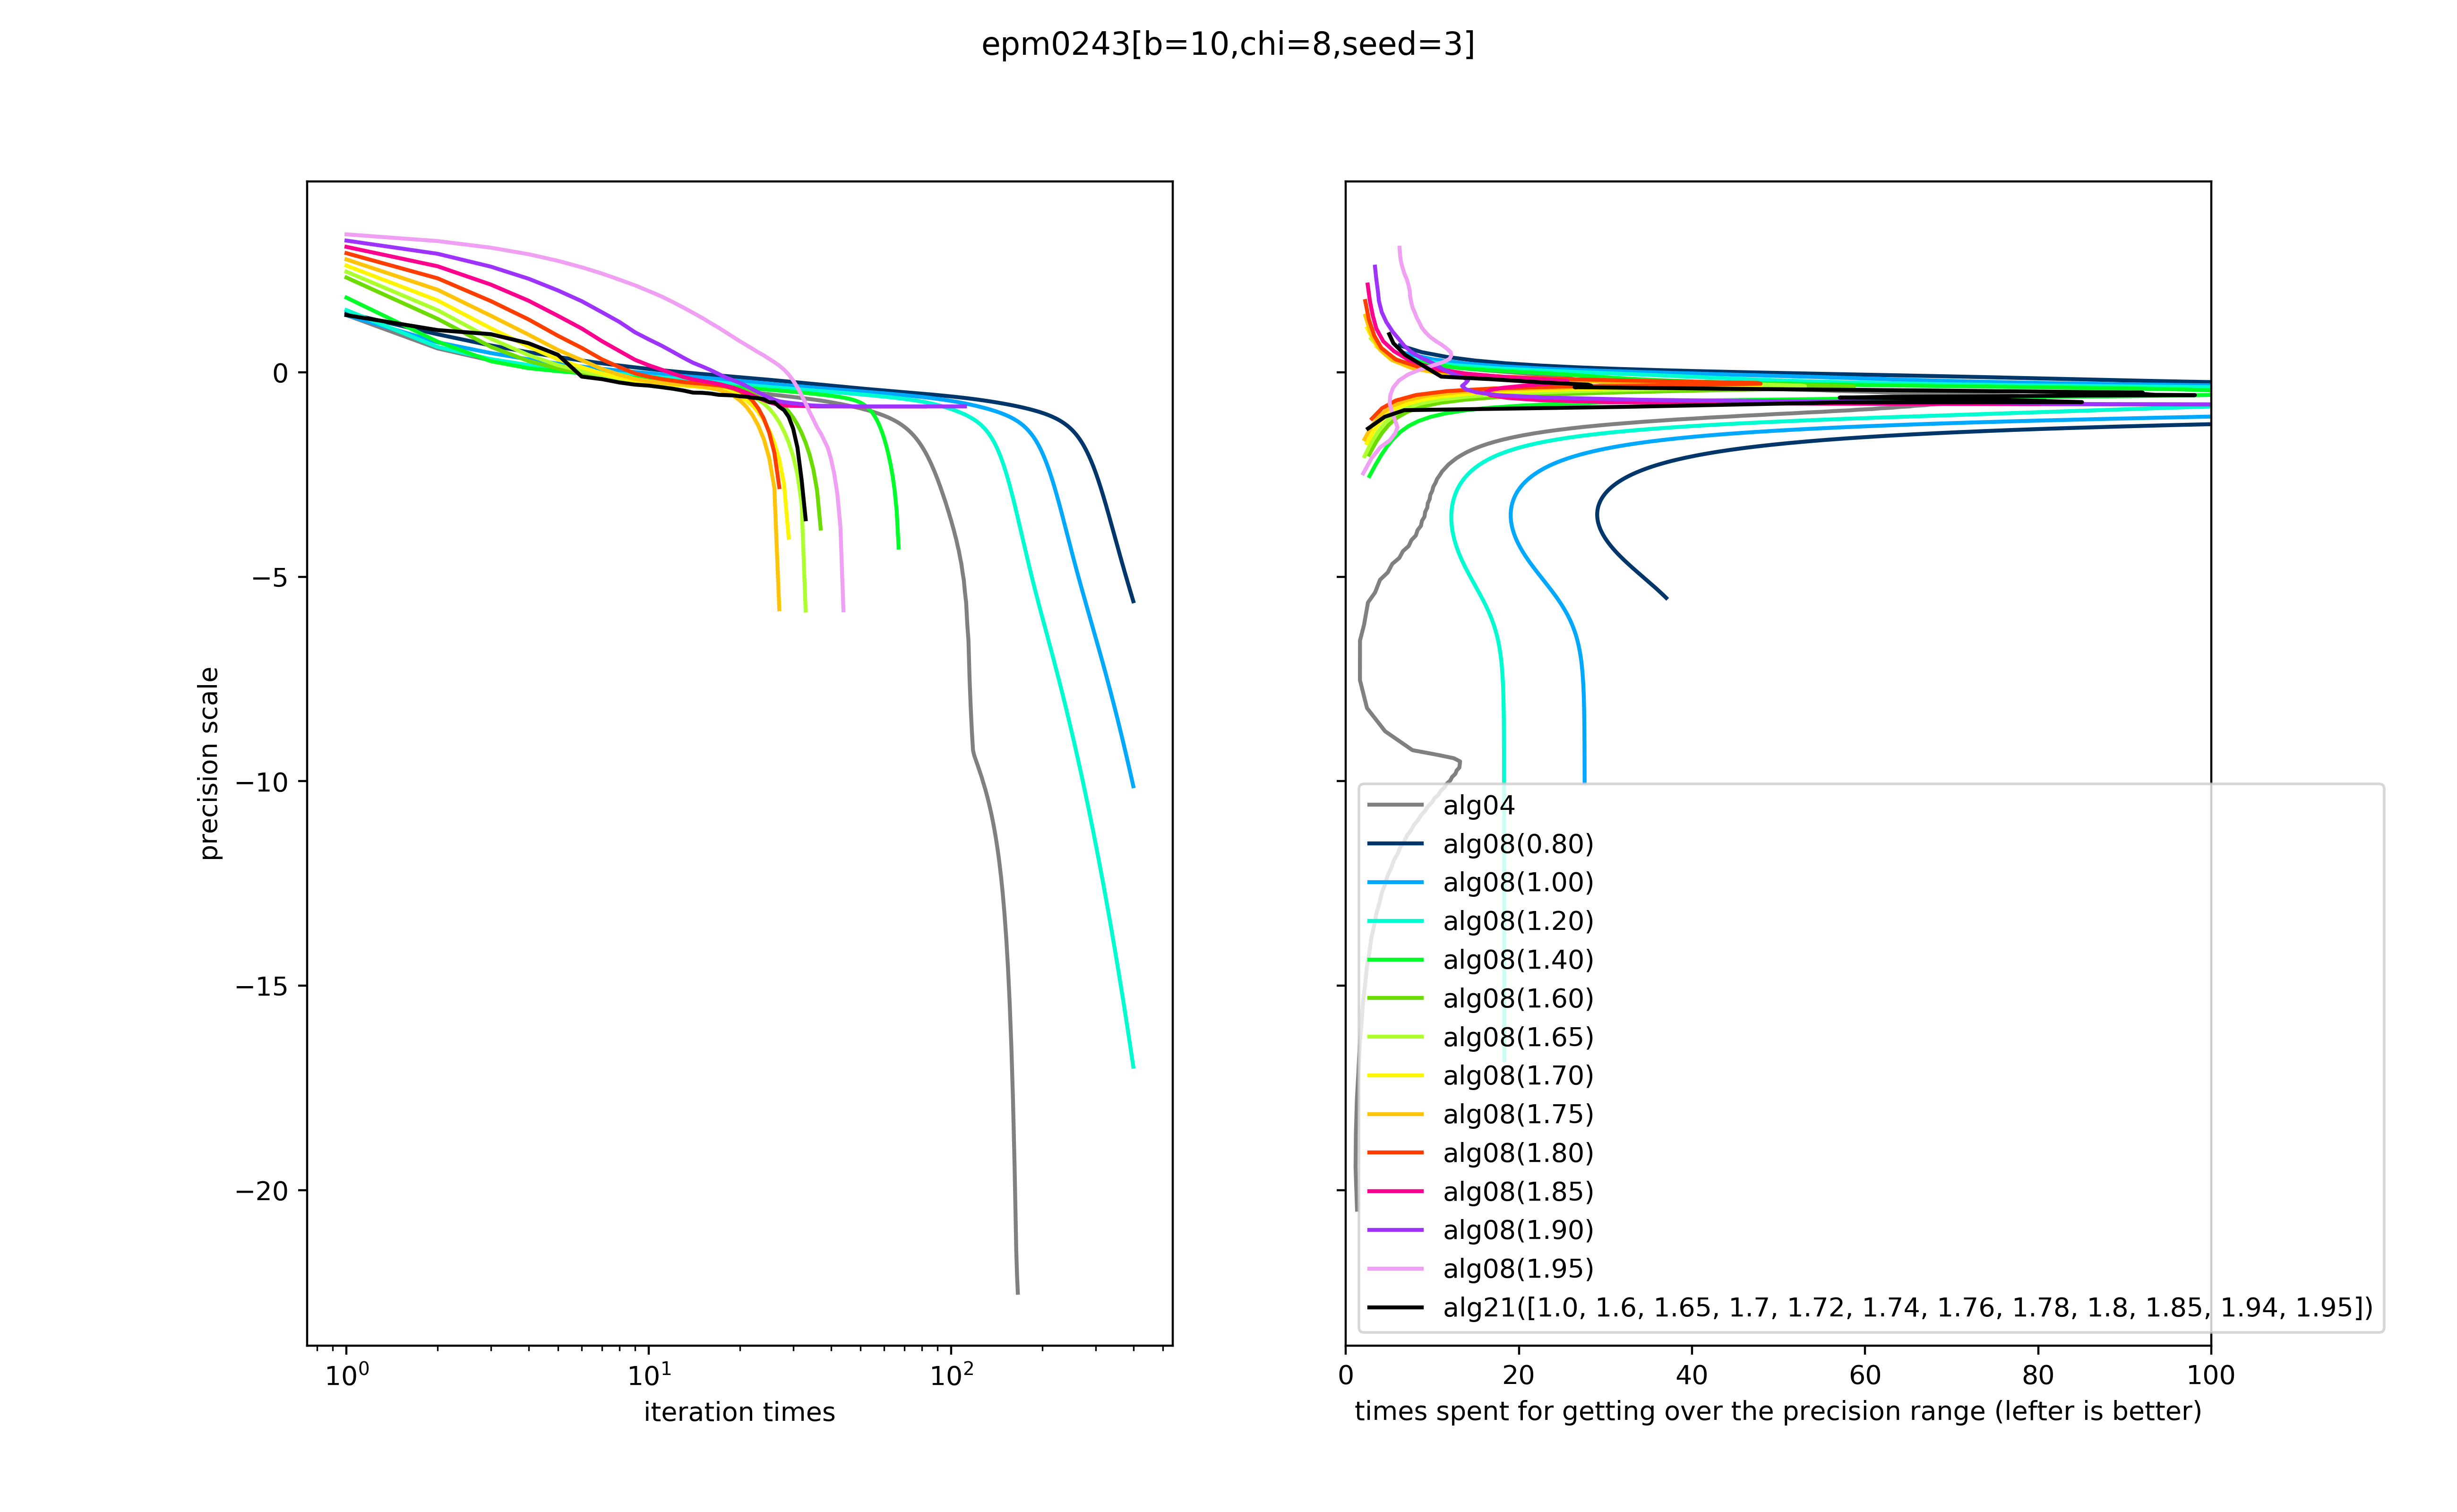 epm0243[b=10,chi=8,seed=3]
precision scale
0
−5
−10
−15
−20
10⁰
10¹
10²
iteration times
0
20
40
60
80
100
times spent for getting over the precision range (lefter is better)
alg04
alg08(0.80)
alg08(1.00)
alg08(1.20)
alg08(1.40)
alg08(1.60)
alg08(1.65)
alg08(1.70)
alg08(1.75)
alg08(1.80)
alg08(1.85)
alg08(1.90)
alg08(1.95)
alg21([1.0, 1.6, 1.65, 1.7, 1.72, 1.74, 1.76, 1.78, 1.8, 1.85, 1.94, 1.95])